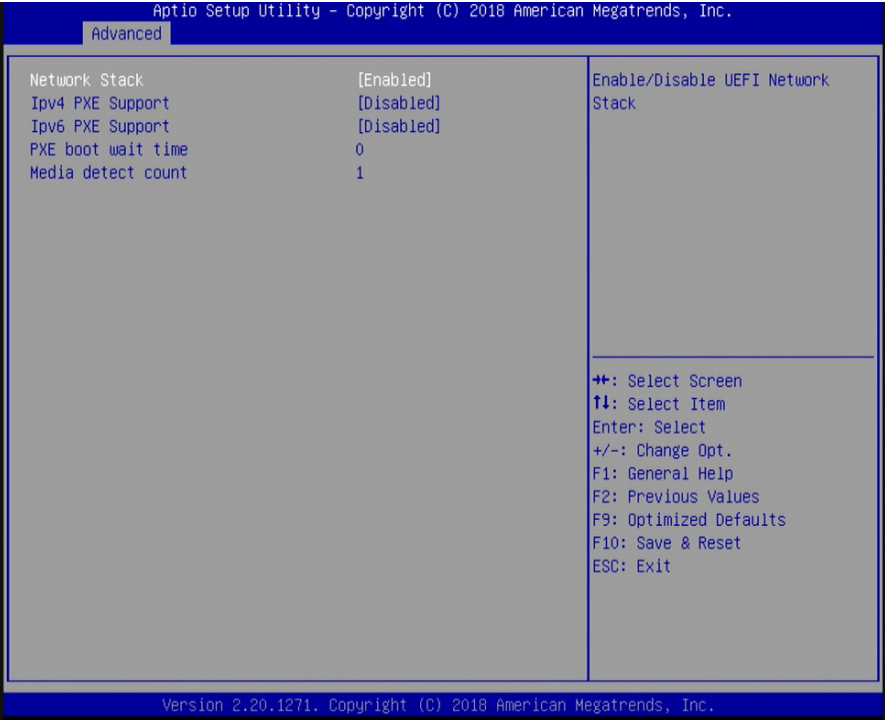 Aptio Setup Utility – Copyright (C) 2018 American Megatrends, Inc.
Advanced
Network Stack [Enabled]
Ipv4 PXE Support [Disabled]
Ipv6 PXE Support [Disabled]
PXE boot wait time 0
Media detect count 1
Enable/Disable UEFI Network
Stack
→←: Select Screen
↑↓: Select Item
Enter: Select
+/-: Change Opt.
F1: General Help
F2: Previous Values
F9: Optimized Defaults
F10: Save & Reset
ESC: Exit
Version 2.20.1271. Copyright (C) 2018 American Megatrends, Inc.